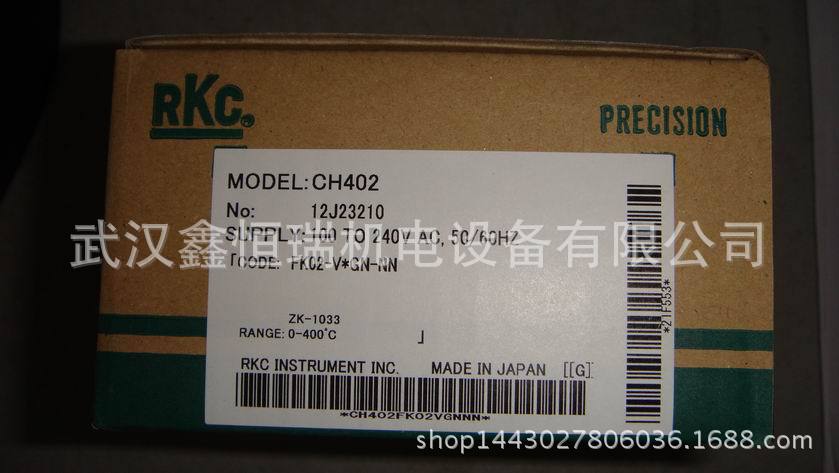 RKC.
PRECISION
MODEL: CH402
No: 12J23210
SUPPLY: 100 TO 240V AC, 50/60HZ
武汉鑫恒瑞机电设备有限公司
「CODE: FK02-V*GN-NN
ZK-1033
RANGE: 0-400℃ 」
RKC INSTRUMENT INC. MADE IN JAPAN [[G]
*CH402FK02VGNNN*
*21F553*
shop1443027806036.1688.com